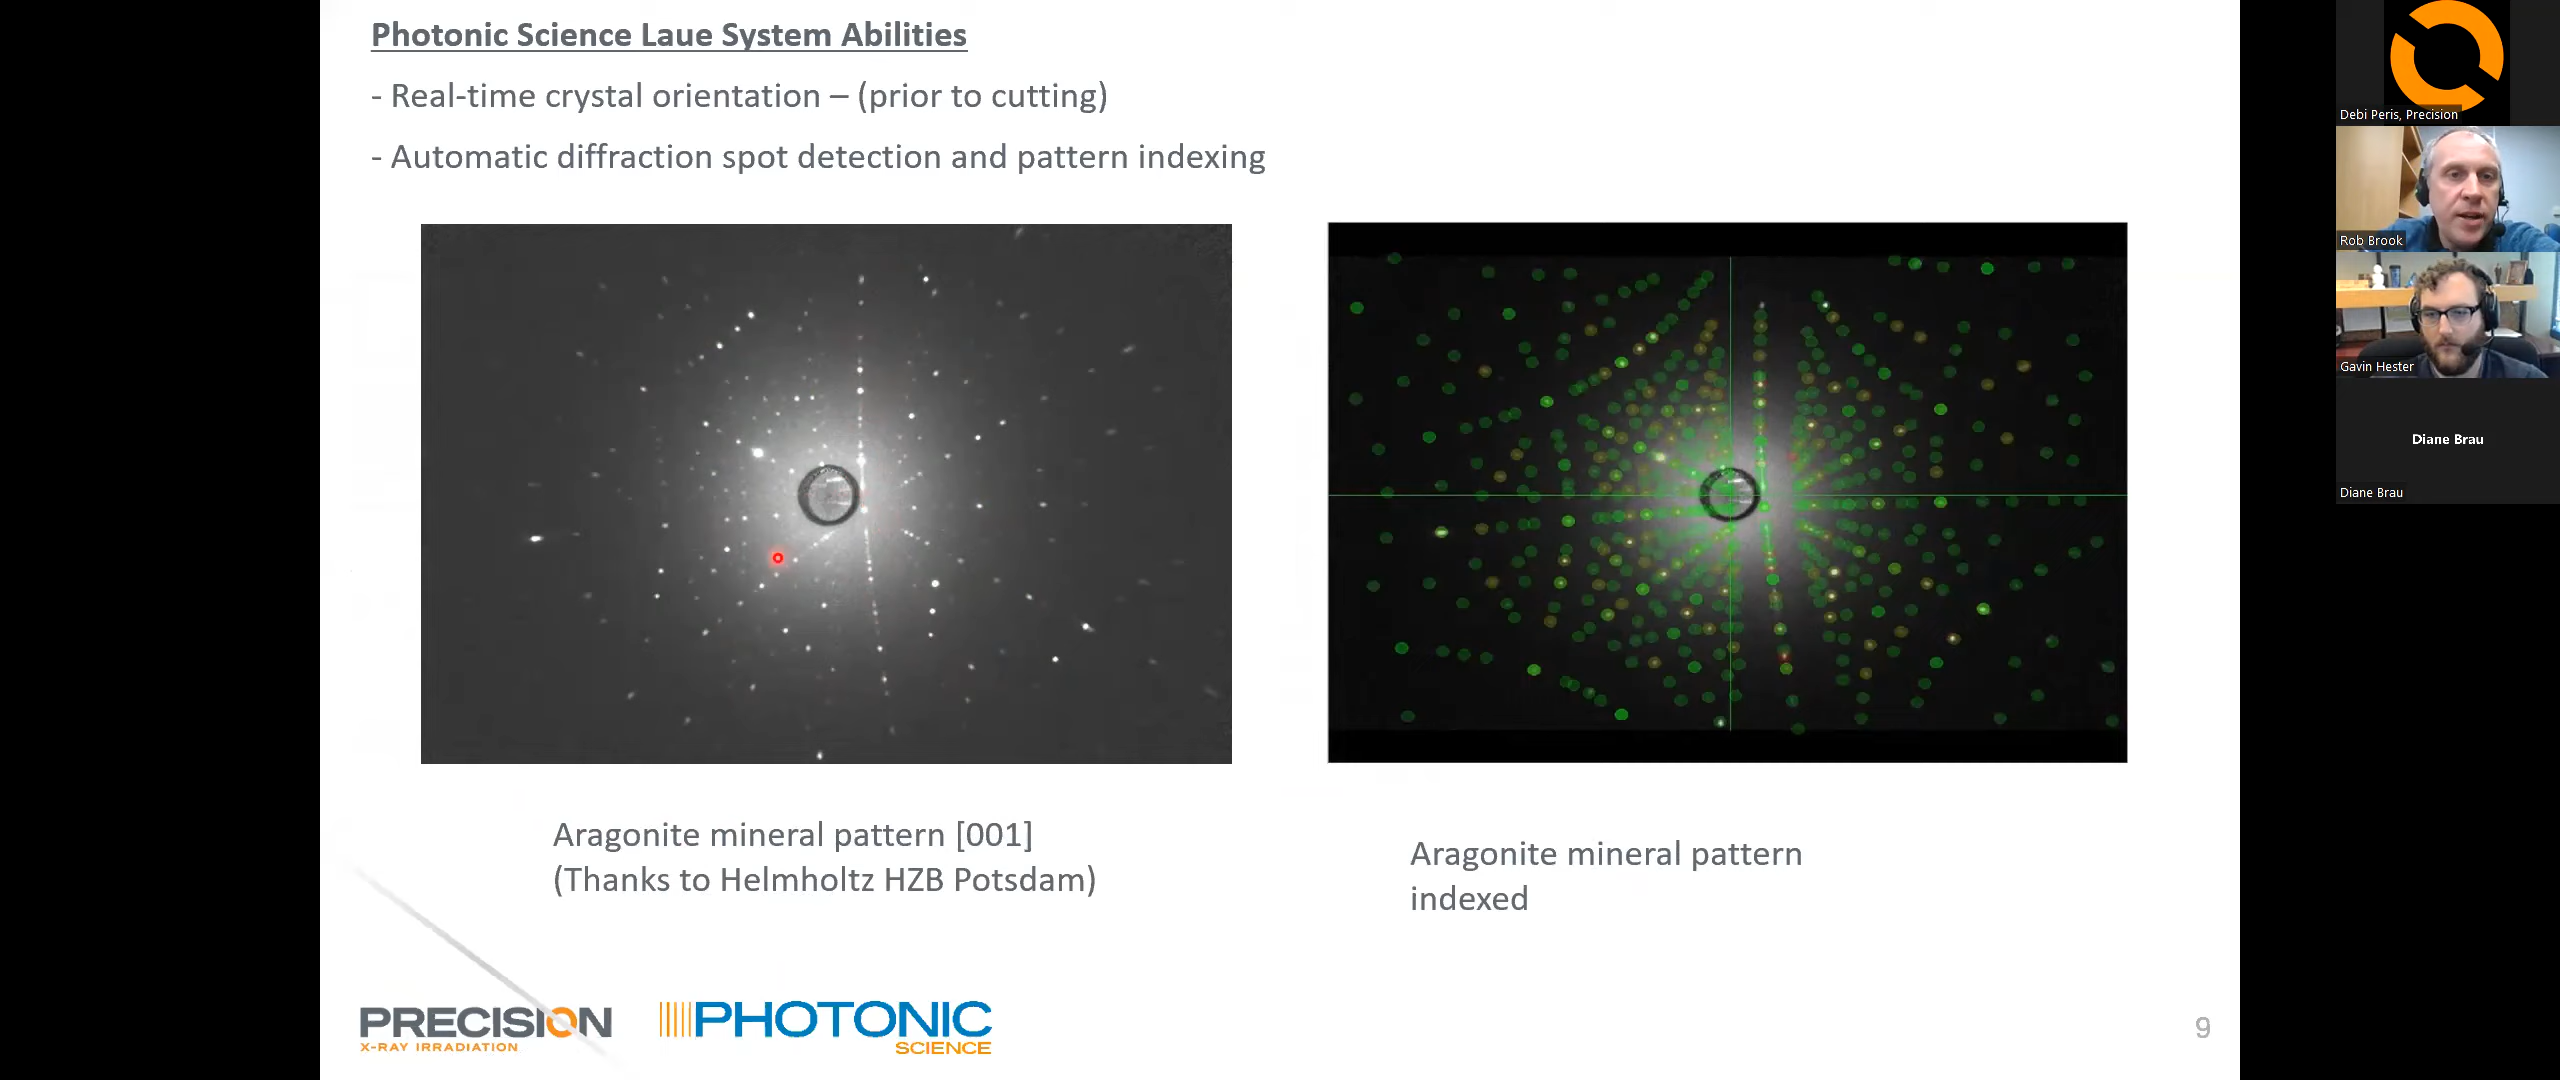 Photonic Science Laue System Abilities
- Real-time crystal orientation – (prior to cutting)
- Automatic diffraction spot detection and pattern indexing
Aragonite mineral pattern [001]
(Thanks to Helmholtz HZB Potsdam)
Aragonite mineral pattern
indexed
PRECISION
X-RAY IRRADIATION
PHOTONIC
SCIENCE
9
Debi Peris, Precision
Rob Brook
Gavin Hester
Diane Brau
Diane Brau